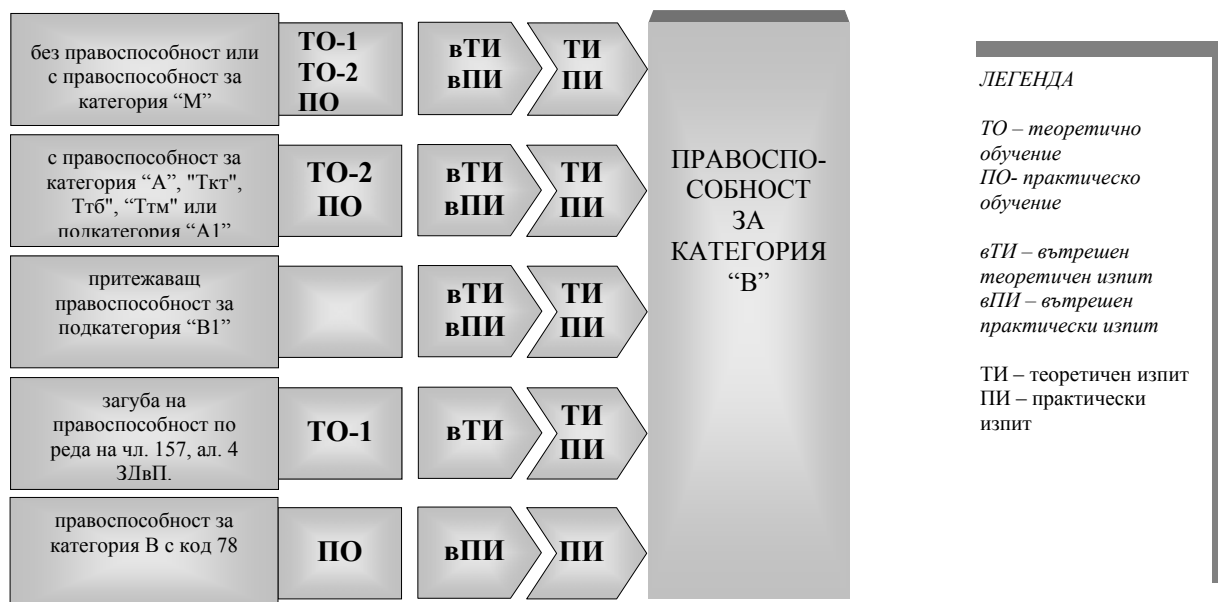 без правоспособност или
с правоспособност за
категория “М”
ТО-1
ТО-2
ПО
вТИ
вПИ
ТИ
ПИ
с правоспособност за
категория “А”, "Ткт",
Ттб", “Ттм" или
подкатегория “А1”
ТО-2
ПО
вТИ
вПИ
ТИ
ПИ
притежаващ
правоспособност за
подкатегория “В1”
вТИ
вПИ
ТИ
ПИ
загуба на
правоспособност по
реда на чл. 157, ал. 4
ЗДвП.
ТО-1
вТИ
ТИ
ПИ
правоспособност за
категория В с код 78
ПО
вПИ
ПИ
ПРАВОСПО-
СОБНОСТ
ЗА
КАТЕГОРИЯ
“В”
ЛЕГЕНДА
ТО – теоретично
обучение
ПО- практическо
обучение
вТИ – вътрешен
теоретичен изпит
вПИ – вътрешен
практически изпит
ТИ – теоретичен изпит
ПИ – практически
изпит